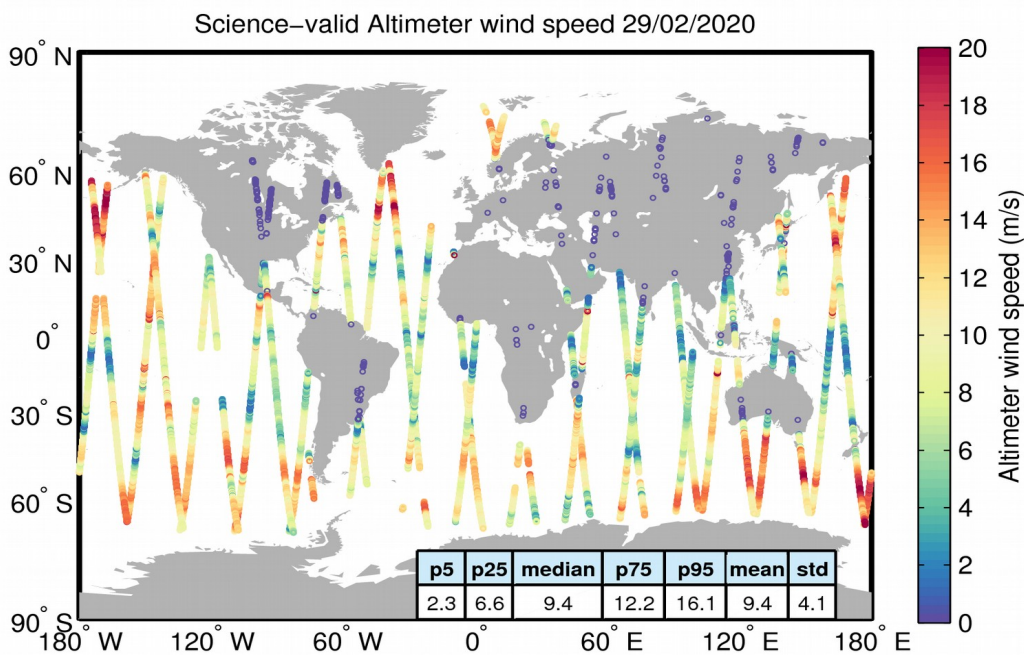 Science−valid Altimeter wind speed 29/02/2020
90° N
60° N
30° N
0°
30° S
60° S
90° S
180° W
120° W
60° W
0°
60° E
120° E
180° E
20
18
16
14
12
10
8
6
4
2
0
Altimeter wind speed (m/s)
p5 p25 median p75 p95 mean std
2.3 6.6 9.4 12.2 16.1 9.4 4.1